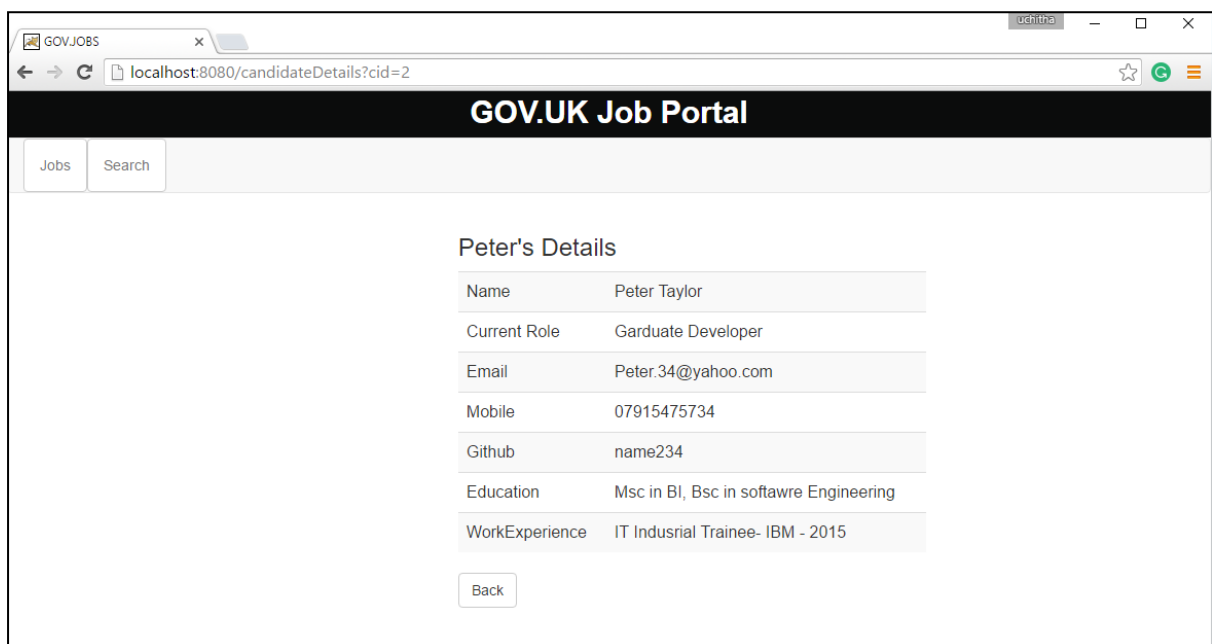 uchitha
GOV.JOBS
localhost:8080/candidateDetails?cid=2
GOV.UK Job Portal
Jobs Search
Peter's Details
Name Peter Taylor
Current Role Garduate Developer
Email Peter.34@yahoo.com
Mobile 07915475734
Github name234
Education Msc in BI, Bsc in softawre Engineering
WorkExperience IT Indusrial Trainee- IBM - 2015
Back